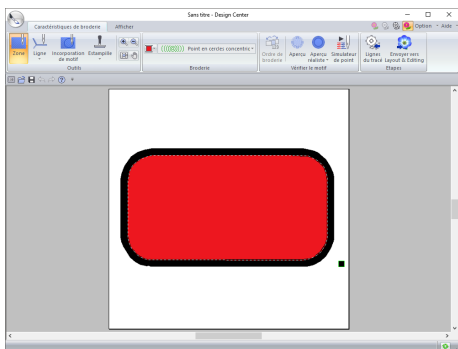 Sans titre - Design Center
Caractéristiques de broderie Afficher
Option Aide
Zone Ligne Incorporation de motif Estampille
Point en cercles concentric
Ordre de broderie Aperçu Aperçu réaliste Simulateur de point
Lignes du tracé Envoyer vers Layout & Editing
Outils Broderie Vérifier le motif Etapes